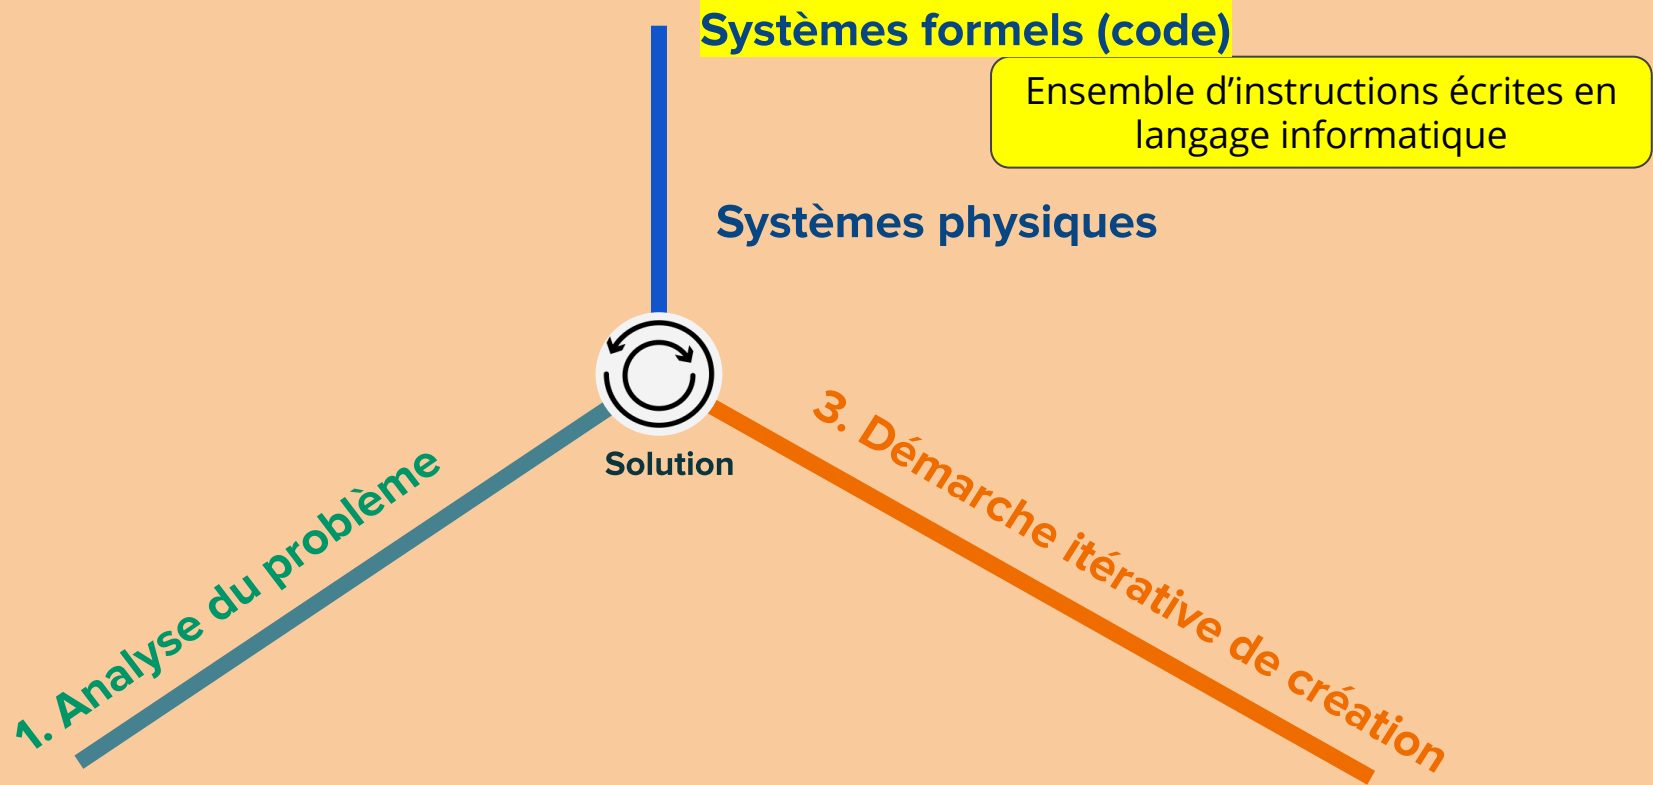 Systèmes formels (code)
Ensemble d’instructions écrites en
langage informatique
Systèmes physiques
Solution
1. Analyse du problème
3. Démarche itérative de création